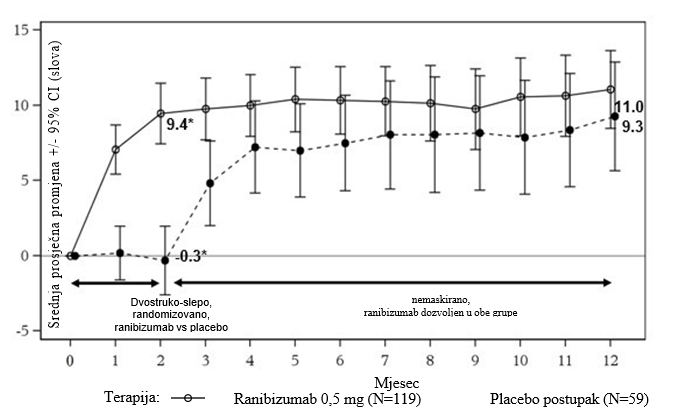 Srednja prosječna promjena +/- 95% CI (slova)
15
10
5
0
-5
9.4*
-0.3*
11.0
9.3
Dvostruko-slepo,
randomizovano,
ranibizumab vs placebo
nemaskirano,
ranibizumab dozvoljen u obe grupe
0 1 2 3 4 5 6 7 8 9 10 11 12
Mjesec
Terapija: Ranibizumab 0,5 mg (N=119) Placebo postupak (N=59)